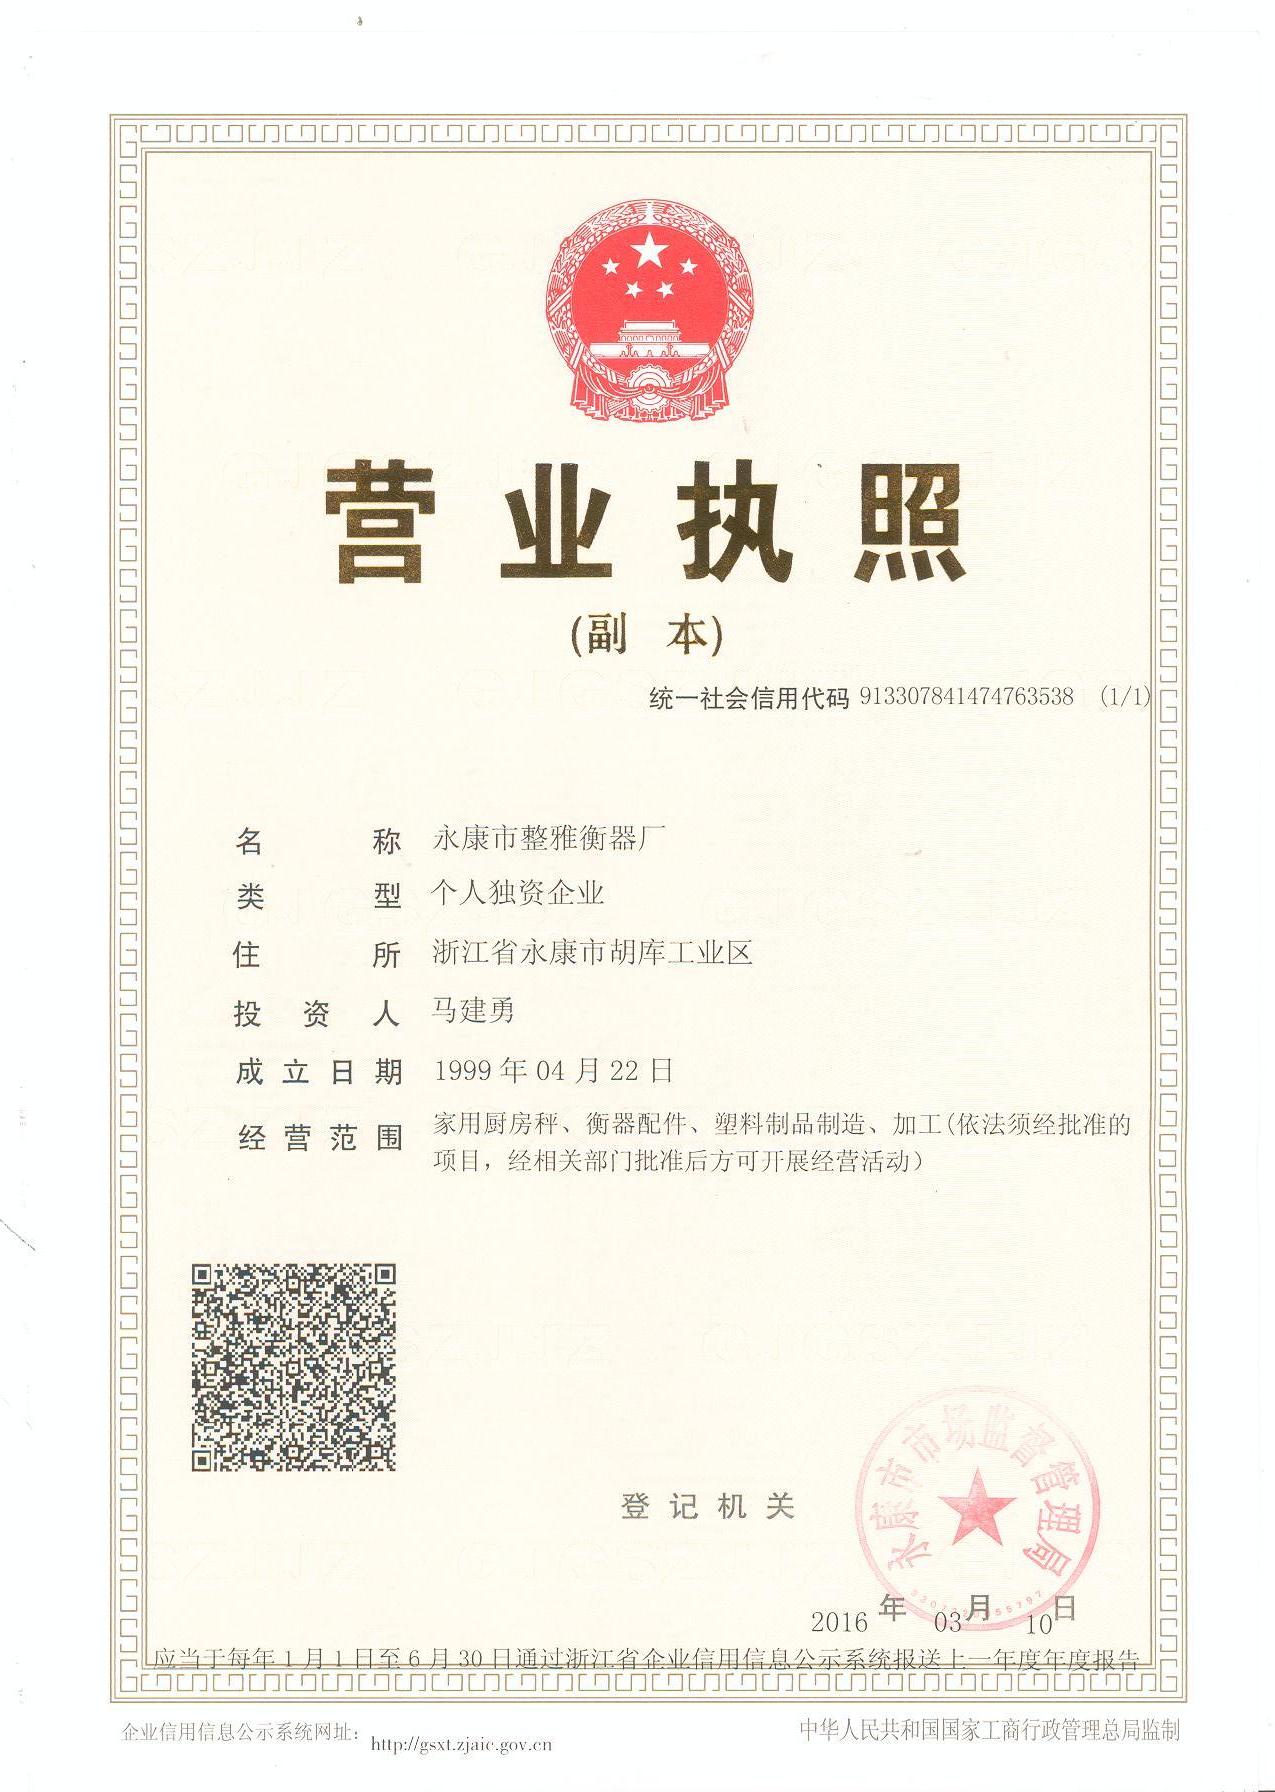 营业执照
(副 本)
统一社会信用代码 913307841474763538 (1/1)
名 称 永康市整雅衡器厂
类 型 个人独资企业
住 所 浙江省永康市胡库工业区
投 资 人 马建勇
成 立 日 期 1999 年 04 月 22 日
经 营 范 围 家用厨房秤、衡器配件、塑料制品制造、加工(依法须经批准的
项目，经相关部门批准后方可开展经营活动）
登 记 机 关
永康市市场监督管理局
2016 年 03 月 10 日
应当于每年 1 月 1 日至 6 月 30 日通过浙江省企业信用信息公示系统报送上一年度年度报告
企业信用信息公示系统网址： http://gsxt.zjaic.gov.cn
中华人民共和国国家工商行政管理总局监制